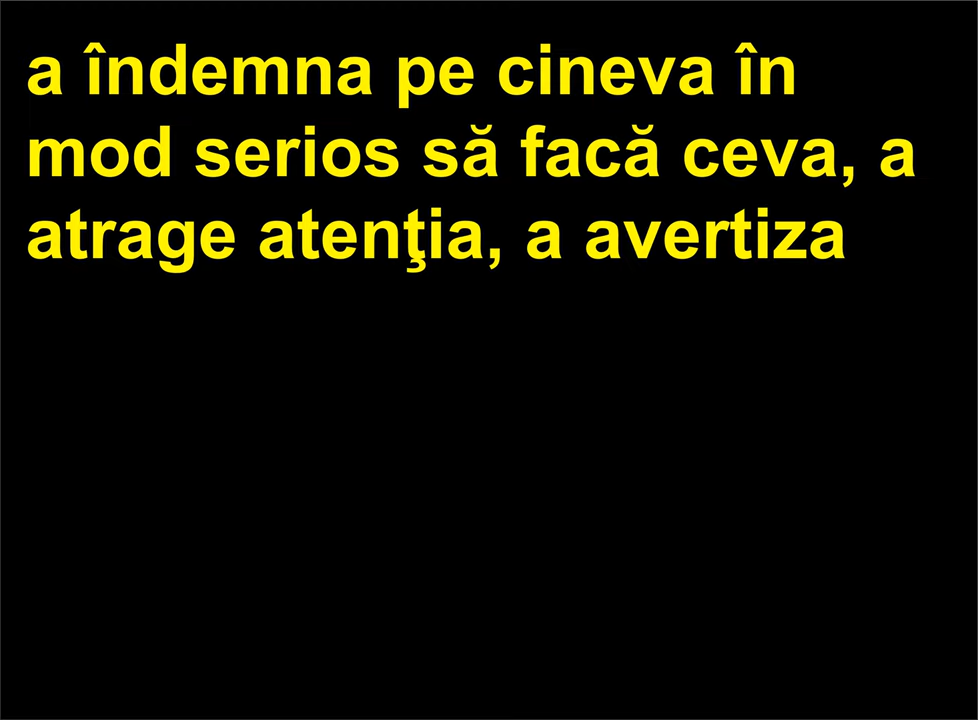 a îndemna pe cineva în
mod serios să facă ceva, a
atrage atenţia, a avertiza